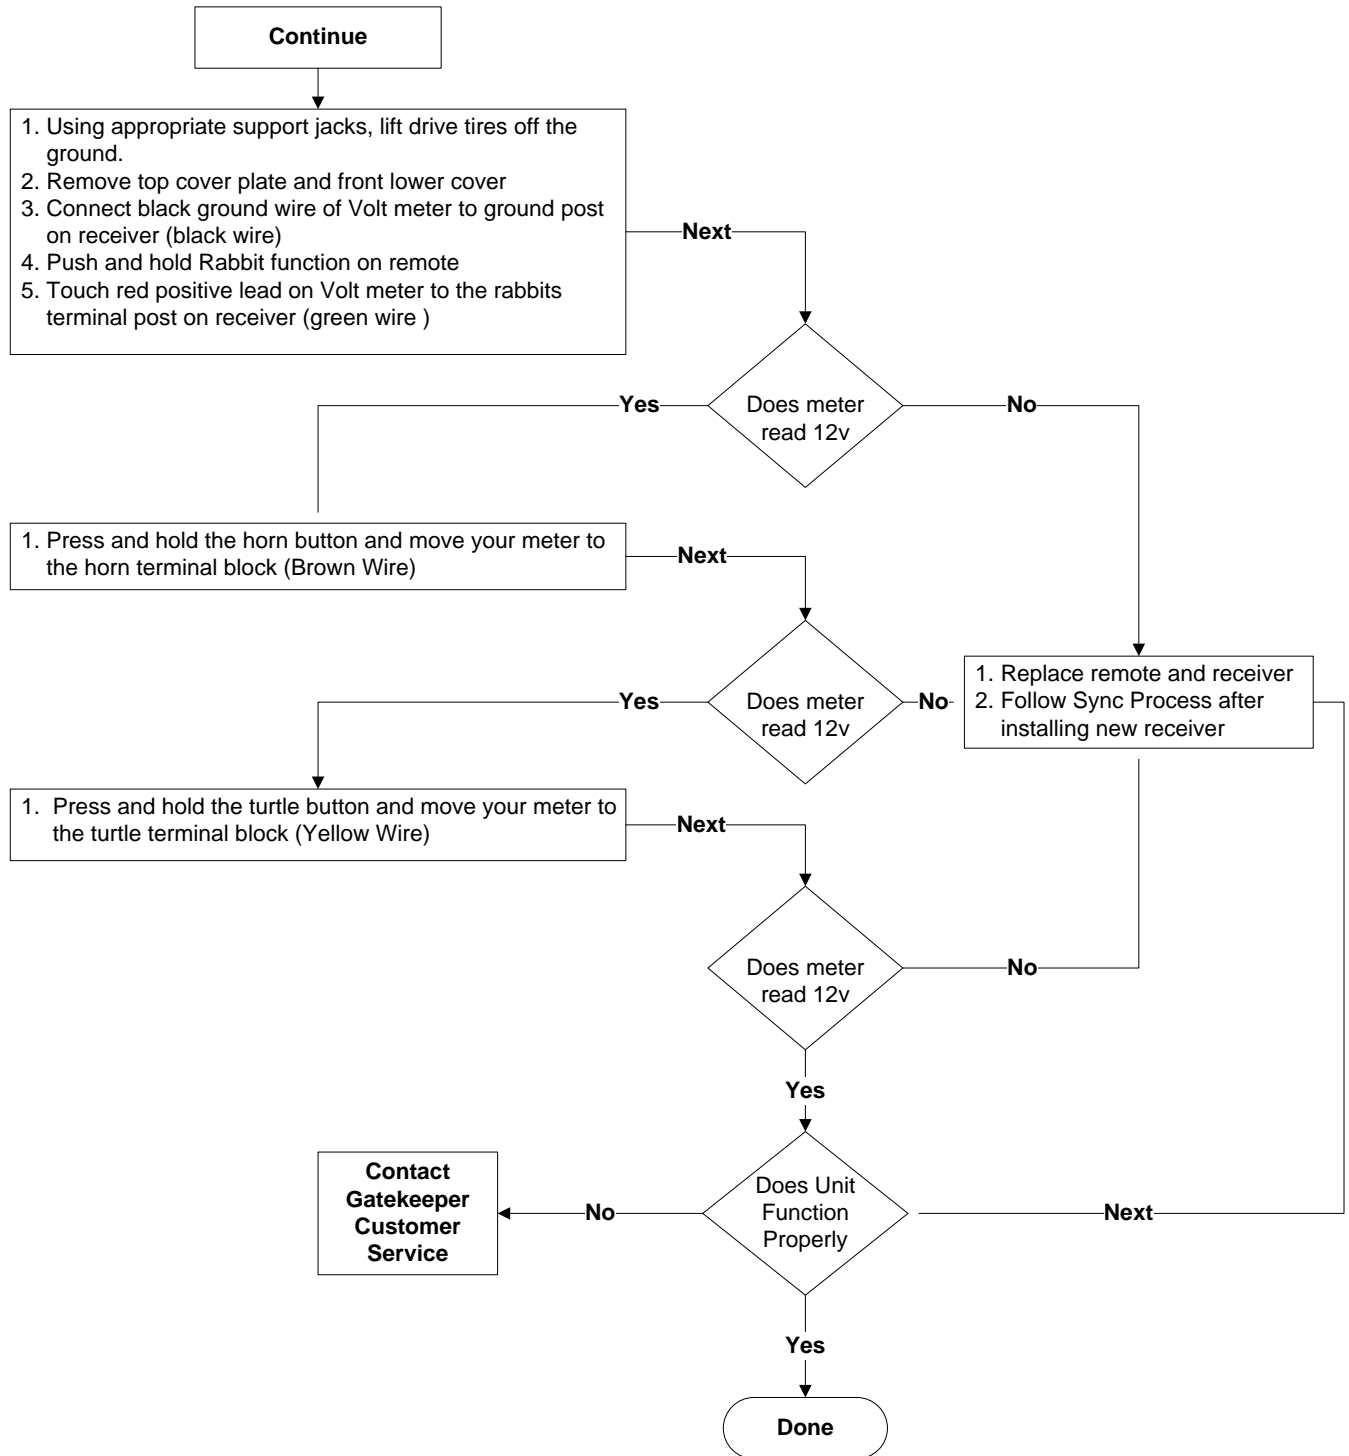 Continue
1. Using appropriate support jacks, lift drive tires off the
ground.
2. Remove top cover plate and front lower cover
3. Connect black ground wire of Volt meter to ground post
on receiver (black wire)
4. Push and hold Rabbit function on remote
5. Touch red positive lead on Volt meter to the rabbits
terminal post on receiver (green wire )
Next
Does meter
read 12v
Yes
No
1. Press and hold the horn button and move your meter to
the horn terminal block (Brown Wire)
Next
Does meter
read 12v
Yes
No
1. Replace remote and receiver
2. Follow Sync Process after
installing new receiver
1. Press and hold the turtle button and move your meter to
the turtle terminal block (Yellow Wire)
Next
Does meter
read 12v
No
Yes
Contact
Gatekeeper
Customer
Service
No
Does Unit
Function
Properly
Next
Yes
Done